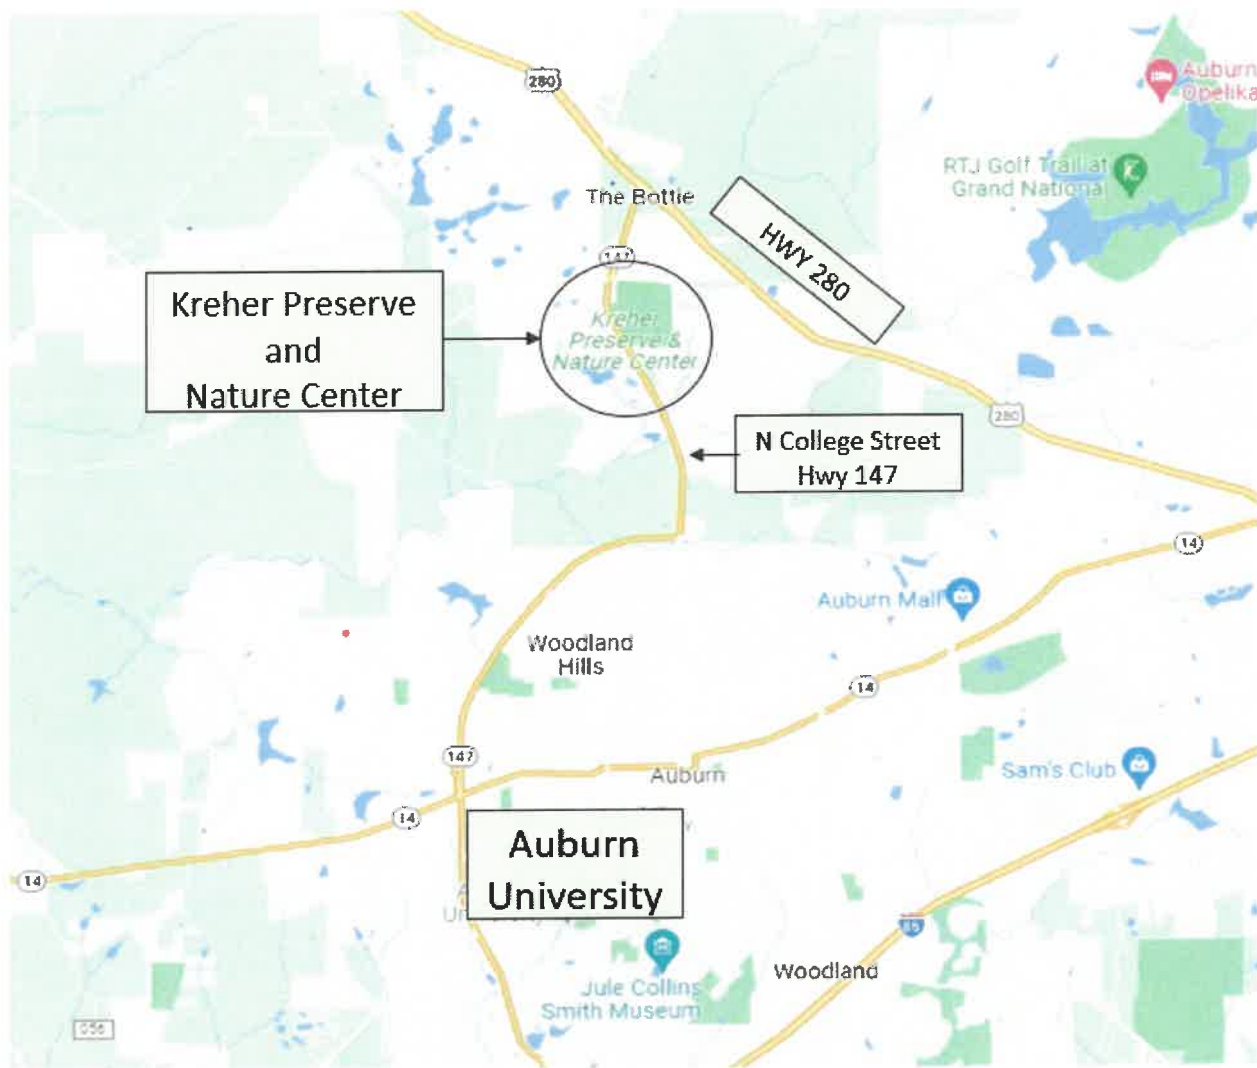 280
Auburn
Opelika
RTJ Golf Trail at
Grand National
The Bottle
HWY 280
147
Kreher Preserve
and
Nature Center
Kreher
Preserve &
Nature Center
280
N College Street
Hwy 147
14
Auburn Mall
Woodland
Hills
14
147
Auburn
Sam's Club
14
Auburn
University
14
85
Woodland
Jule Collins
Smith Museum